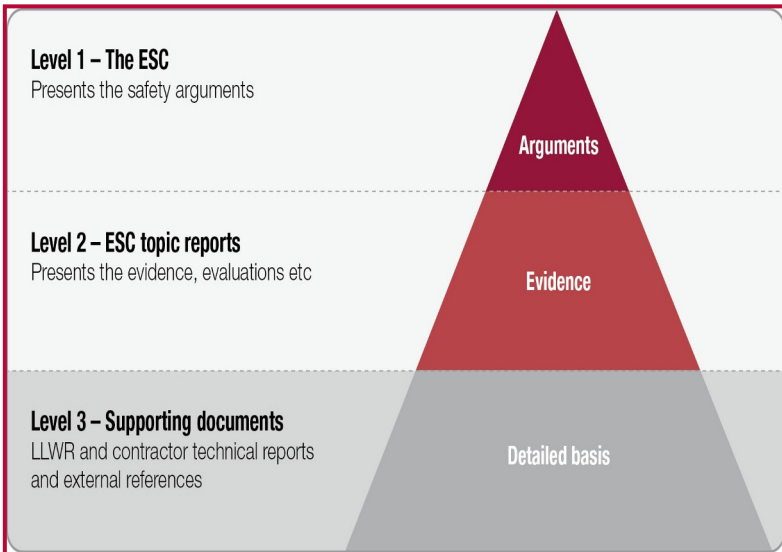 Level 1 – The ESC
Presents the safety arguments
Arguments
Level 2 – ESC topic reports
Presents the evidence, evaluations etc
Evidence
Level 3 – Supporting documents
LLWR and contractor technical reports
and external references
Detailed basis